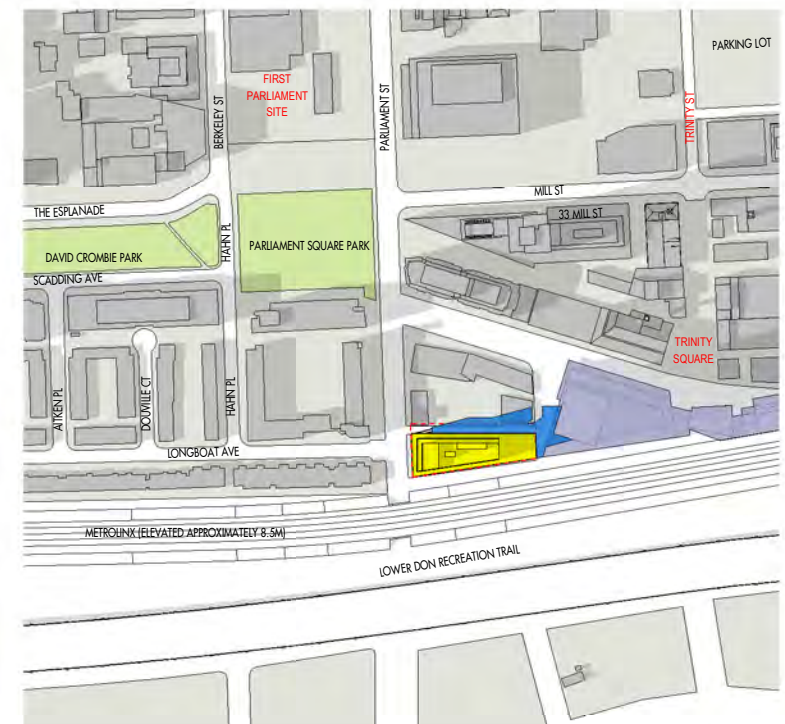 PARKING LOT
FIRST
PARLIAMENT
SITE
BERKELEY ST
PARLIAMENT ST
TRINITY ST
MILL ST
THE ESPLANADE
33 MILL ST
HAHN PL
PARLIAMENT SQUARE PARK
DAVID CROMBIE PARK
SCADDING AVE
TRINITY
SQUARE
AITKEN PL
DOUVILLE CT
HAHN PL
LONGBOAT AVE
METROLINX (ELEVATED APPROXIMATELY 8.5M)
LOWER DON RECREATION TRAIL